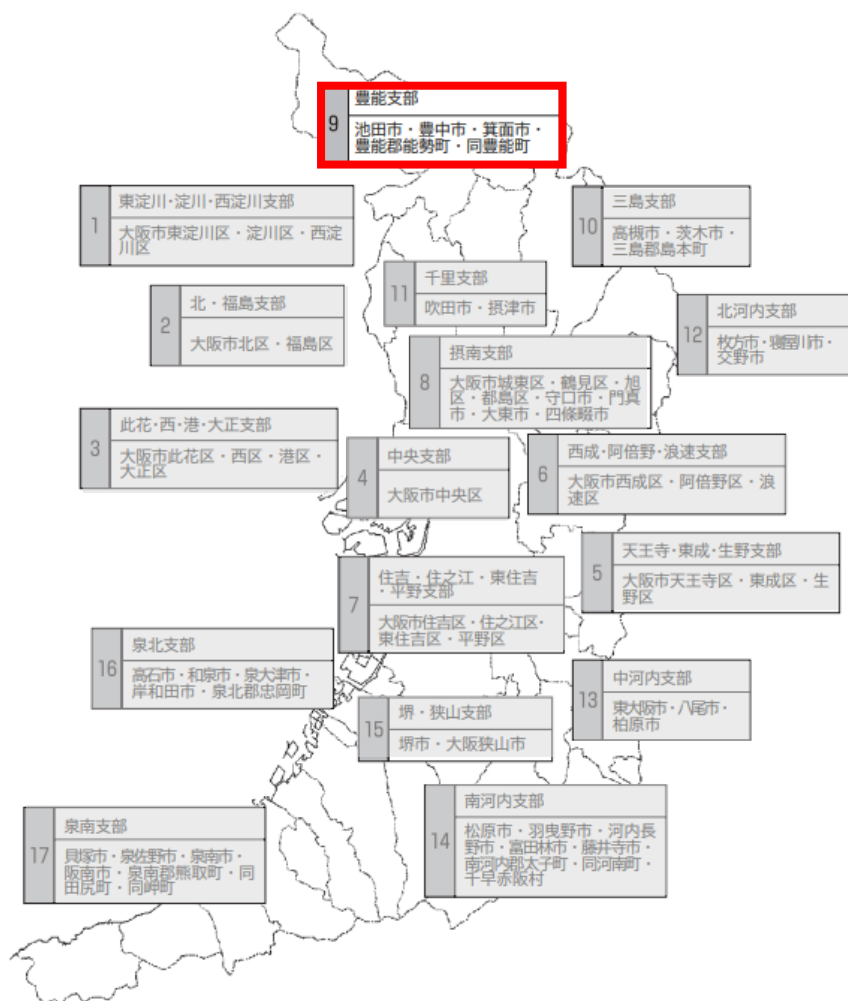 9
豊能支部
池田市・豊中市・箕面市・
豊能郡能勢町・同豊能町
1
東淀川・淀川・西淀川支部
大阪市東淀川区・淀川区・西淀
川区
10
三島支部
高槻市・茨木市・
三島郡島本町
11
千里支部
吹田市・摂津市
2
北・福島支部
大阪市北区・福島区
12
北河内支部
枚方市・寝屋川市・
交野市
8
摂南支部
大阪市城東区・鶴見区・旭
区・都島区・守口市・門真
市・大東市・四條畷市
3
此花・西・港・大正支部
大阪市此花区・西区・港区・
大正区
4
中央支部
大阪市中央区
6
西成・阿倍野・浪速支部
大阪市西成区・阿倍野区・浪
速区
5
天王寺・東成・生野支部
大阪市天王寺区・東成区・生
野区
7
住吉・住之江・東住吉
・平野支部
大阪市住吉区・住之江区・
東住吉区・平野区
16
泉北支部
高石市・和泉市・泉大津市・
岸和田市・泉北郡忠岡町
13
中河内支部
東大阪市・八尾市・
柏原市
15
堺・狭山支部
堺市・大阪狭山市
14
南河内支部
松原市・羽曳野市・河内長
野市・富田林市・藤井寺市・
南河内郡太子町・同河南町・
千早赤阪村
17
泉南支部
貝塚市・泉佐野市・泉南市・
阪南市・泉南郡熊取町・同
田尻町・同岬町